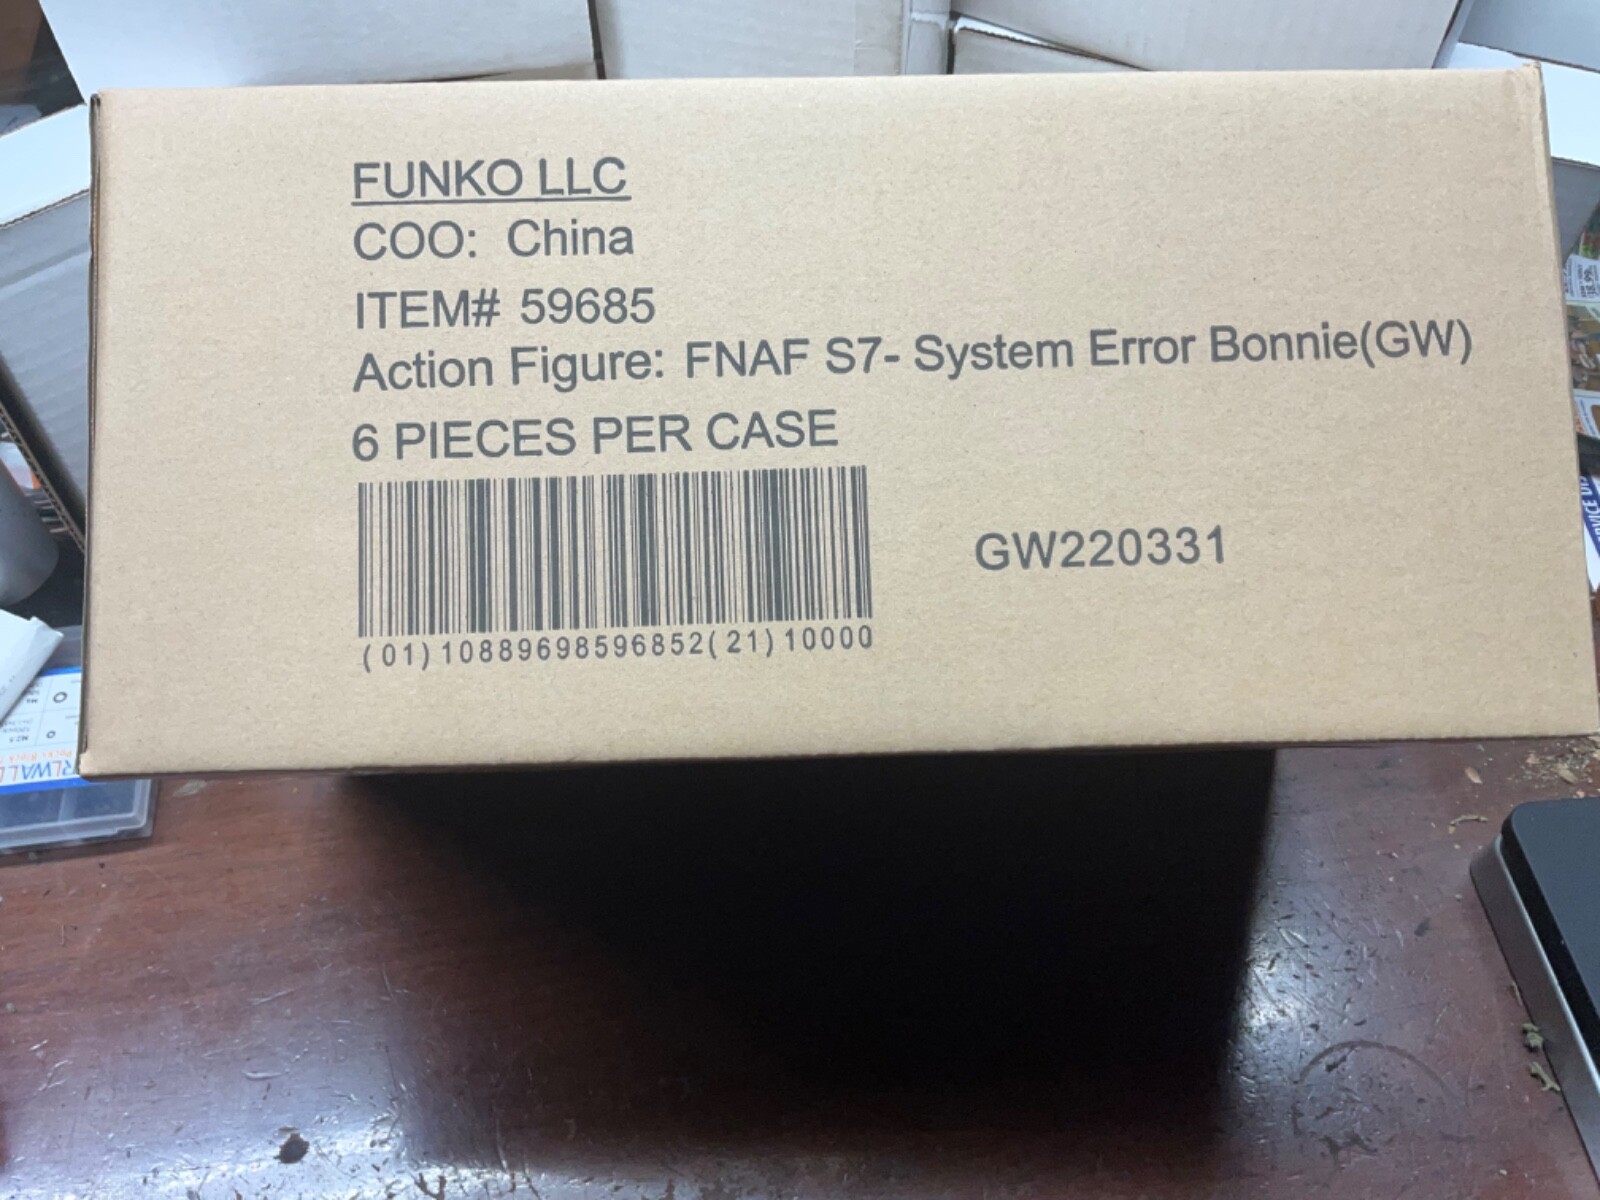 FUNKO LLC
COO: China
ITEM# 59685
Action Figure: FNAF S7- System Error Bonnie(GW)
6 PIECES PER CASE
GW220331
(01)10889698596852(21)10000